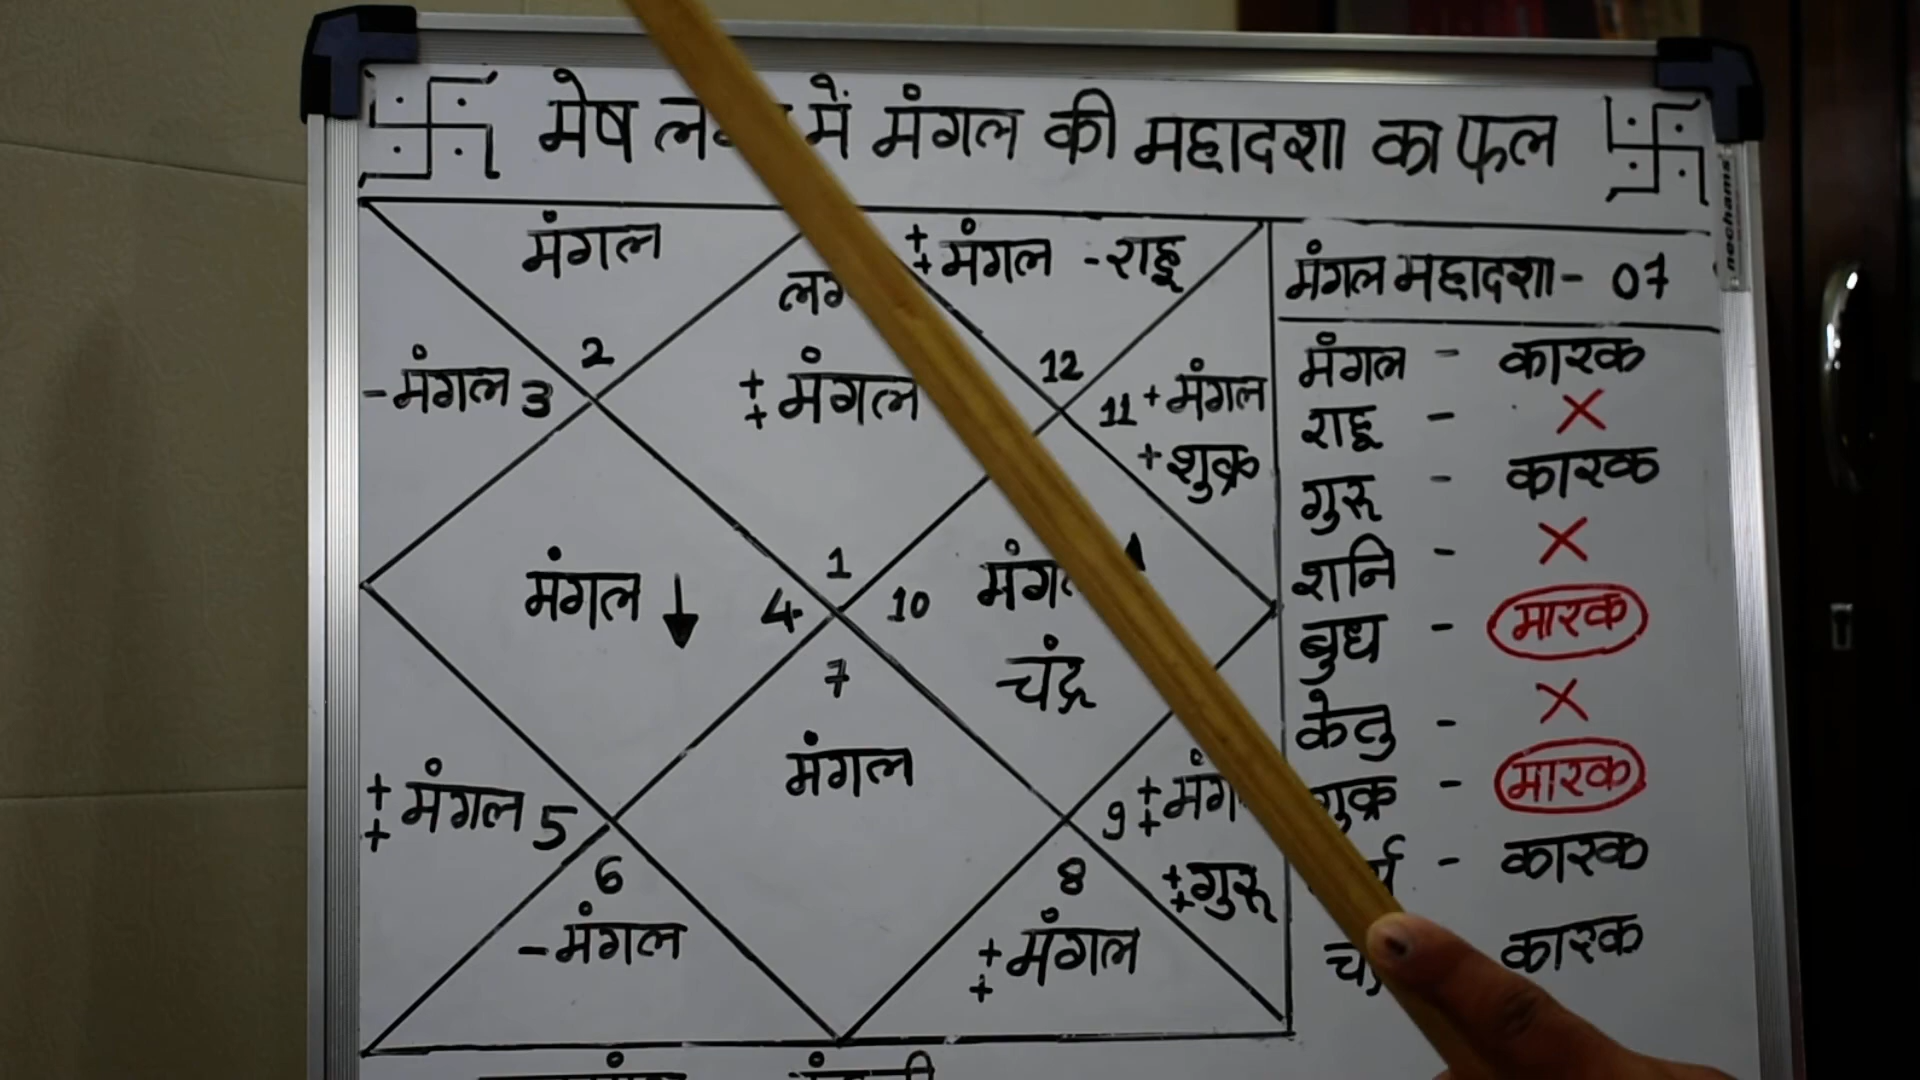 मेष में मंगल की महादशा का फल
nechams
मंगल
++ मंगल - राहू
मंगल महादशा - 07
2
12
- मंगल 3
++ मंगल
11 + मंगल
+ शुक्र
मंगल - कारक
राहू - ×
गुरू - कारक
शनि - ×
बुध - मारक
केतु - ×
शुक्र - मारक
- कारक
- कारक
मंगल ↓ 4
1
10
चंद्र
7
मंगल
++ मंगल 5
9 ++
++ गुरू
6
- मंगल
8
++ मंगल